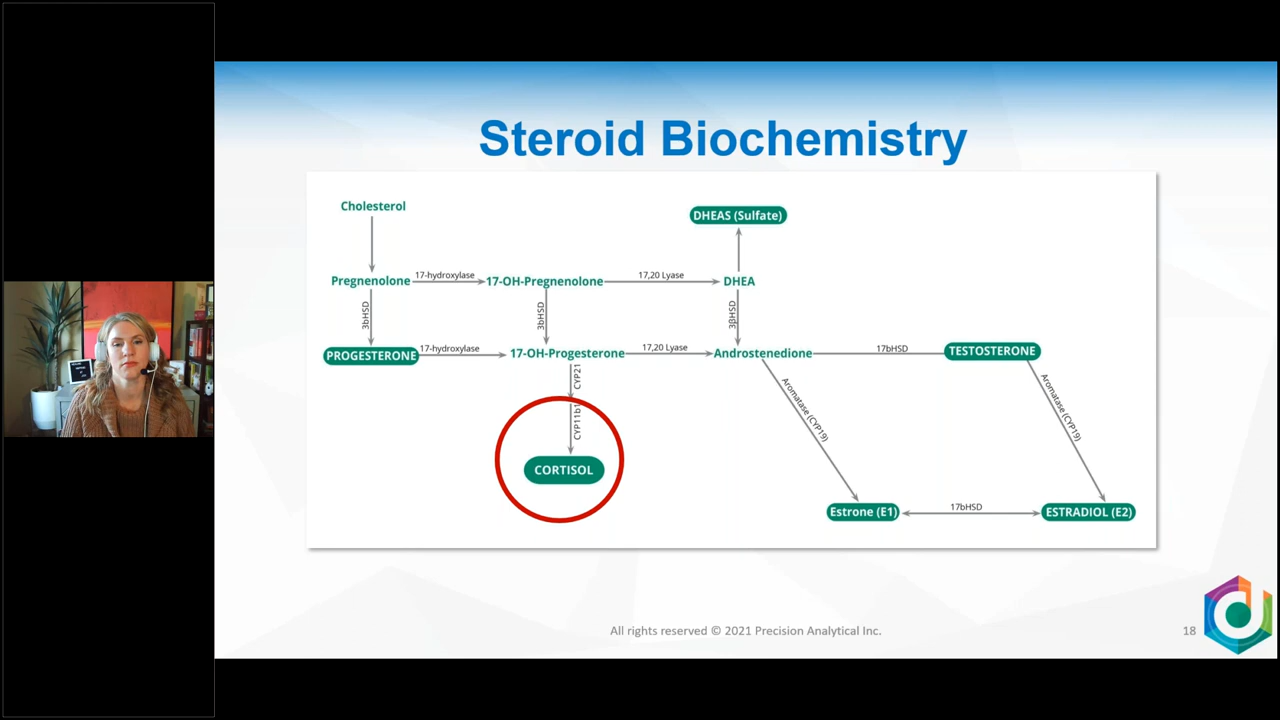 Steroid Biochemistry
Cholesterol
DHEAS (Sulfate)
Pregnenolone
17-hydroxylase
17-OH-Pregnenolone
17,20 Lyase
DHEA
3bHSD
3bHSD
3βHSD
PROGESTERONE
17-hydroxylase
17-OH-Progesterone
17,20 Lyase
Androstenedione
17bHSD
TESTOSTERONE
CYP21
CYP11b1
Aromatase (CYP19)
Aromatase (CYP19)
CORTISOL
Estrone (E1)
17bHSD
ESTRADIOL (E2)
All rights reserved © 2021 Precision Analytical Inc.
18